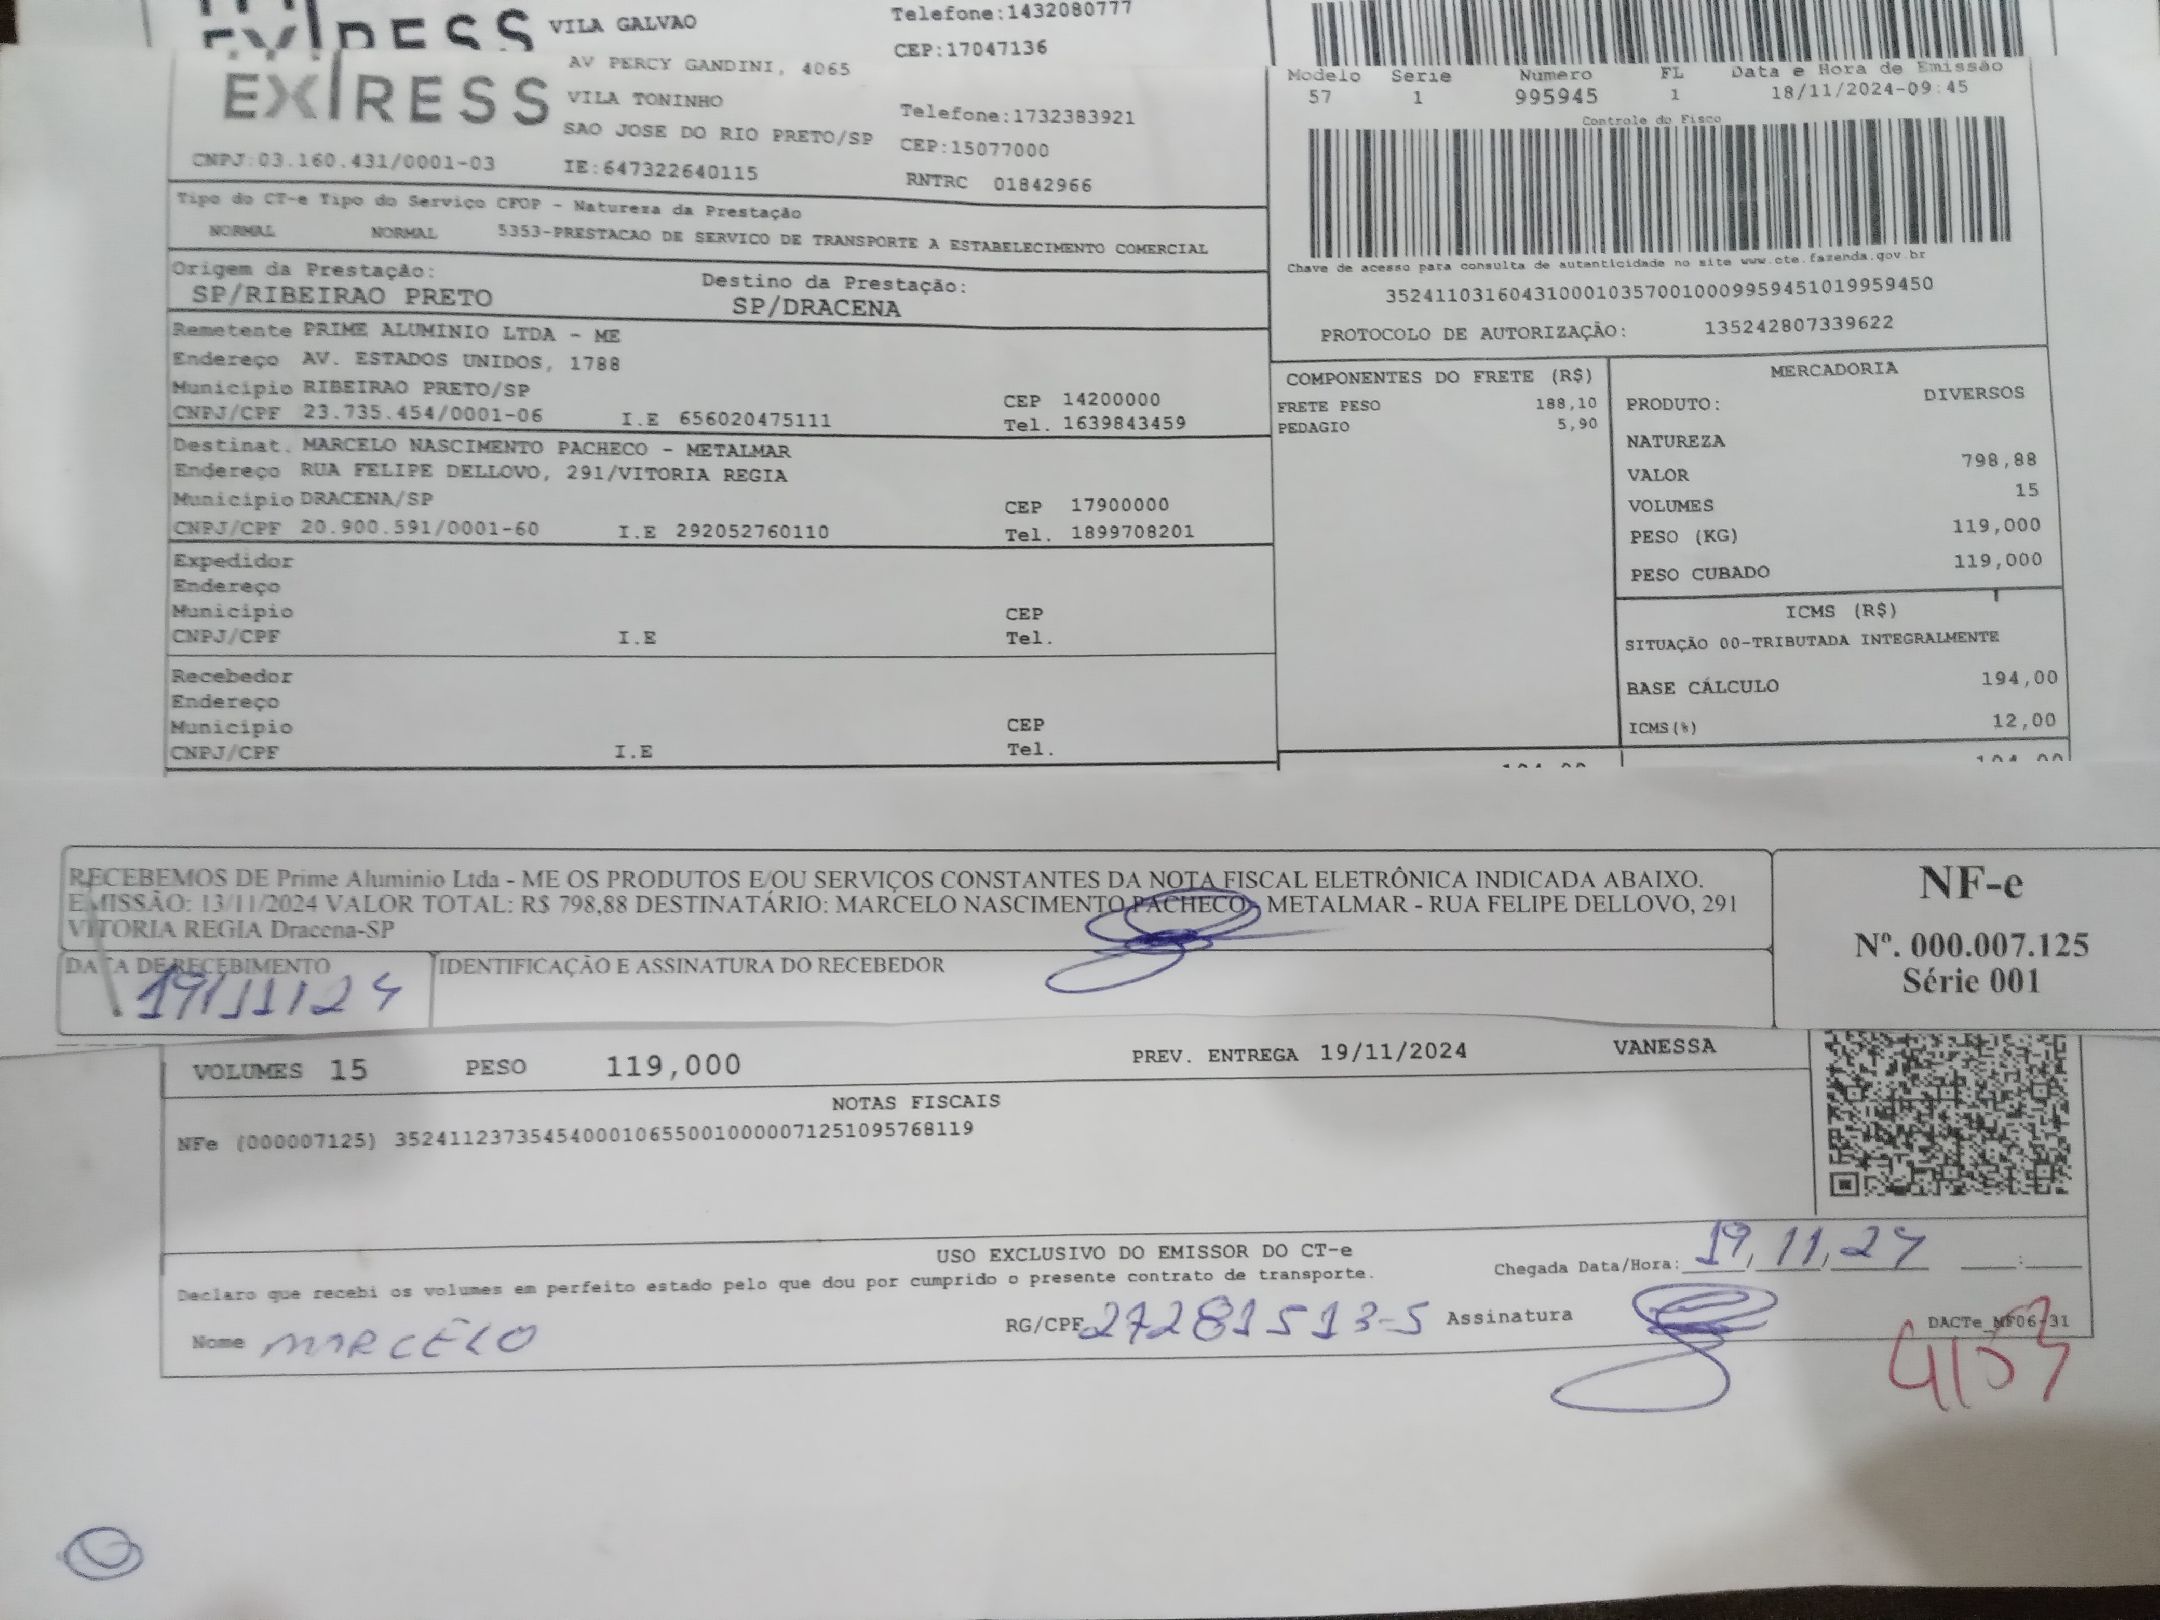 VILA GALVAO
Telefone:1432080777
CEP:17047136
EXPRESS
AV PERCY GANDINI, 4065
VILA TONINHO
SAO JOSE DO RIO PRETO/SP
Telefone:1732383921
CEP:15077000
CNPJ:03.160.431/0001-03
IE:647322640115
RNTRC 01842966
Modelo Serie Numero FL Data e Hora de Emissão
57 1 995945 1 18/11/2024-09:45
Controle do Fisco
Chave de acesso para consulta de autenticidade no site www.cte.fazenda.gov.br
35241103160431000103570010009959451019959450
PROTOCOLO DE AUTORIZAÇÃO: 135242807339622
Tipo do CT-e Tipo do Serviço CFOP - Natureza da Prestação
NORMAL NORMAL 5353-PRESTACAO DE SERVICO DE TRANSPORTE A ESTABELECIMENTO COMERCIAL
Origem da Prestação: Destino da Prestação:
SP/RIBEIRAO PRETO SP/DRACENA
Remetente PRIME ALUMINIO LTDA - ME
Endereço AV. ESTADOS UNIDOS, 1788
Municipio RIBEIRAO PRETO/SP CEP 14200000
CNPJ/CPF 23.735.454/0001-06 I.E 656020475111 Tel. 1639843459
Destinat. MARCELO NASCIMENTO PACHECO - METALMAR
Endereço RUA FELIPE DELLOVO, 291/VITORIA REGIA
Municipio DRACENA/SP CEP 17900000
CNPJ/CPF 20.900.591/0001-60 I.E 292052760110 Tel. 1899708201
Expedidor
Endereço
Municipio CEP
CNPJ/CPF I.E Tel.
Recebedor
Endereço
Municipio CEP
CNPJ/CPF I.E Tel.
COMPONENTES DO FRETE (R$)
FRETE PESO 188,10
PEDAGIO 5,90
MERCADORIA
PRODUTO: DIVERSOS
NATUREZA
VALOR 798,88
VOLUMES 15
PESO (KG) 119,000
PESO CUBADO 119,000
ICMS (R$)
SITUAÇÃO 00-TRIBUTADA INTEGRALMENTE
BASE CÁLCULO 194,00
ICMS(%) 12,00
RECEBEMOS DE Prime Aluminio Ltda - ME OS PRODUTOS E/OU SERVIÇOS CONSTANTES DA NOTA FISCAL ELETRÔNICA INDICADA ABAIXO.
EMISSÃO: 13/11/2024 VALOR TOTAL: R$ 798,88 DESTINATÁRIO: MARCELO NASCIMENTO PACHECO - METALMAR - RUA FELIPE DELLOVO, 291
VITORIA REGIA Dracena-SP
DATA DE RECEBIMENTO IDENTIFICAÇÃO E ASSINATURA DO RECEBEDOR
19/11/24
NF-e
Nº. 000.007.125
Série 001
VOLUMES 15 PESO 119,000 PREV. ENTREGA 19/11/2024 VANESSA
NOTAS FISCAIS
NFe (000007125) 35241123735454000106550010000071251095768119
USO EXCLUSIVO DO EMISSOR DO CT-e
Declaro que recebi os volumes em perfeito estado pelo que dou por cumprido o presente contrato de transporte.
Chegada Data/Hora: 19, 11, 24 :
Nome MARCELO RG/CPF 27281513-5 Assinatura
DACTe_MF06-31